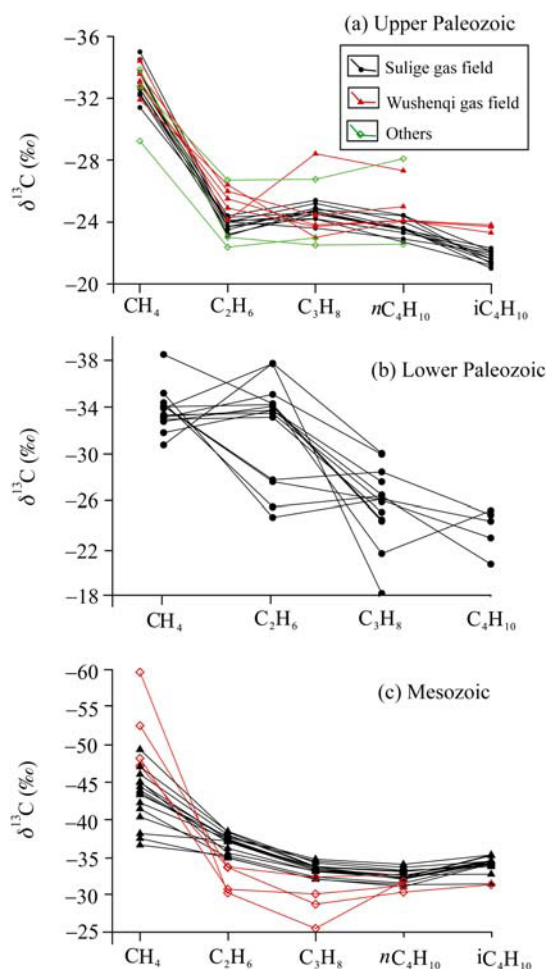 (a) Upper Paleozoic
−36
−32
−28
−24
−20
δ¹³C (‰)
Sulige gas field
Wushenqi gas field
Others
CH₄ C₂H₆ C₃H₈ nC₄H₁₀ iC₄H₁₀
(b) Lower Paleozoic
−38
−34
−30
−26
−22
−18
δ¹³C (‰)
CH₄ C₂H₆ C₃H₈ C₄H₁₀
(c) Mesozoic
−60
−55
−50
−45
−40
−35
−30
−25
δ¹³C (‰)
CH₄ C₂H₆ C₃H₈ nC₄H₁₀ iC₄H₁₀